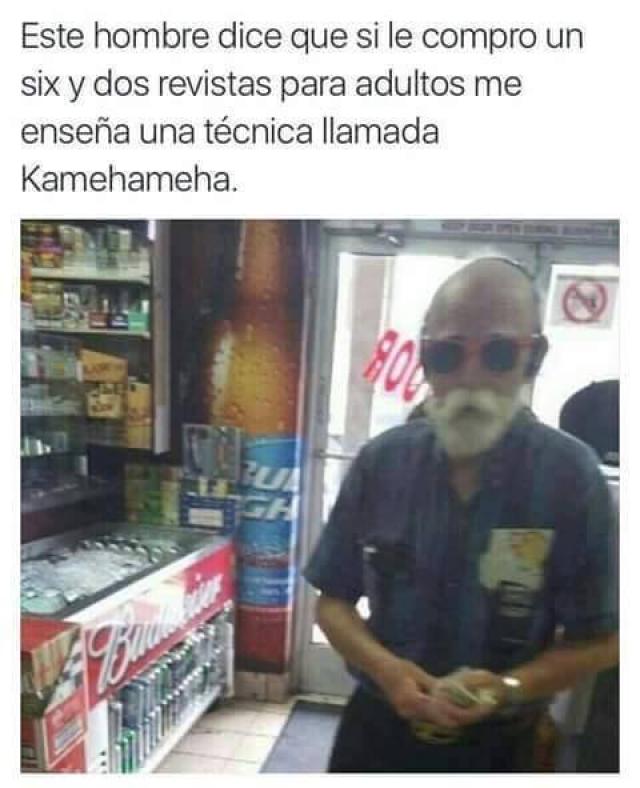 Este hombre dice que si le compro un
six y dos revistas para adultos me
enseña una técnica llamada
Kamehameha.
Budweiser